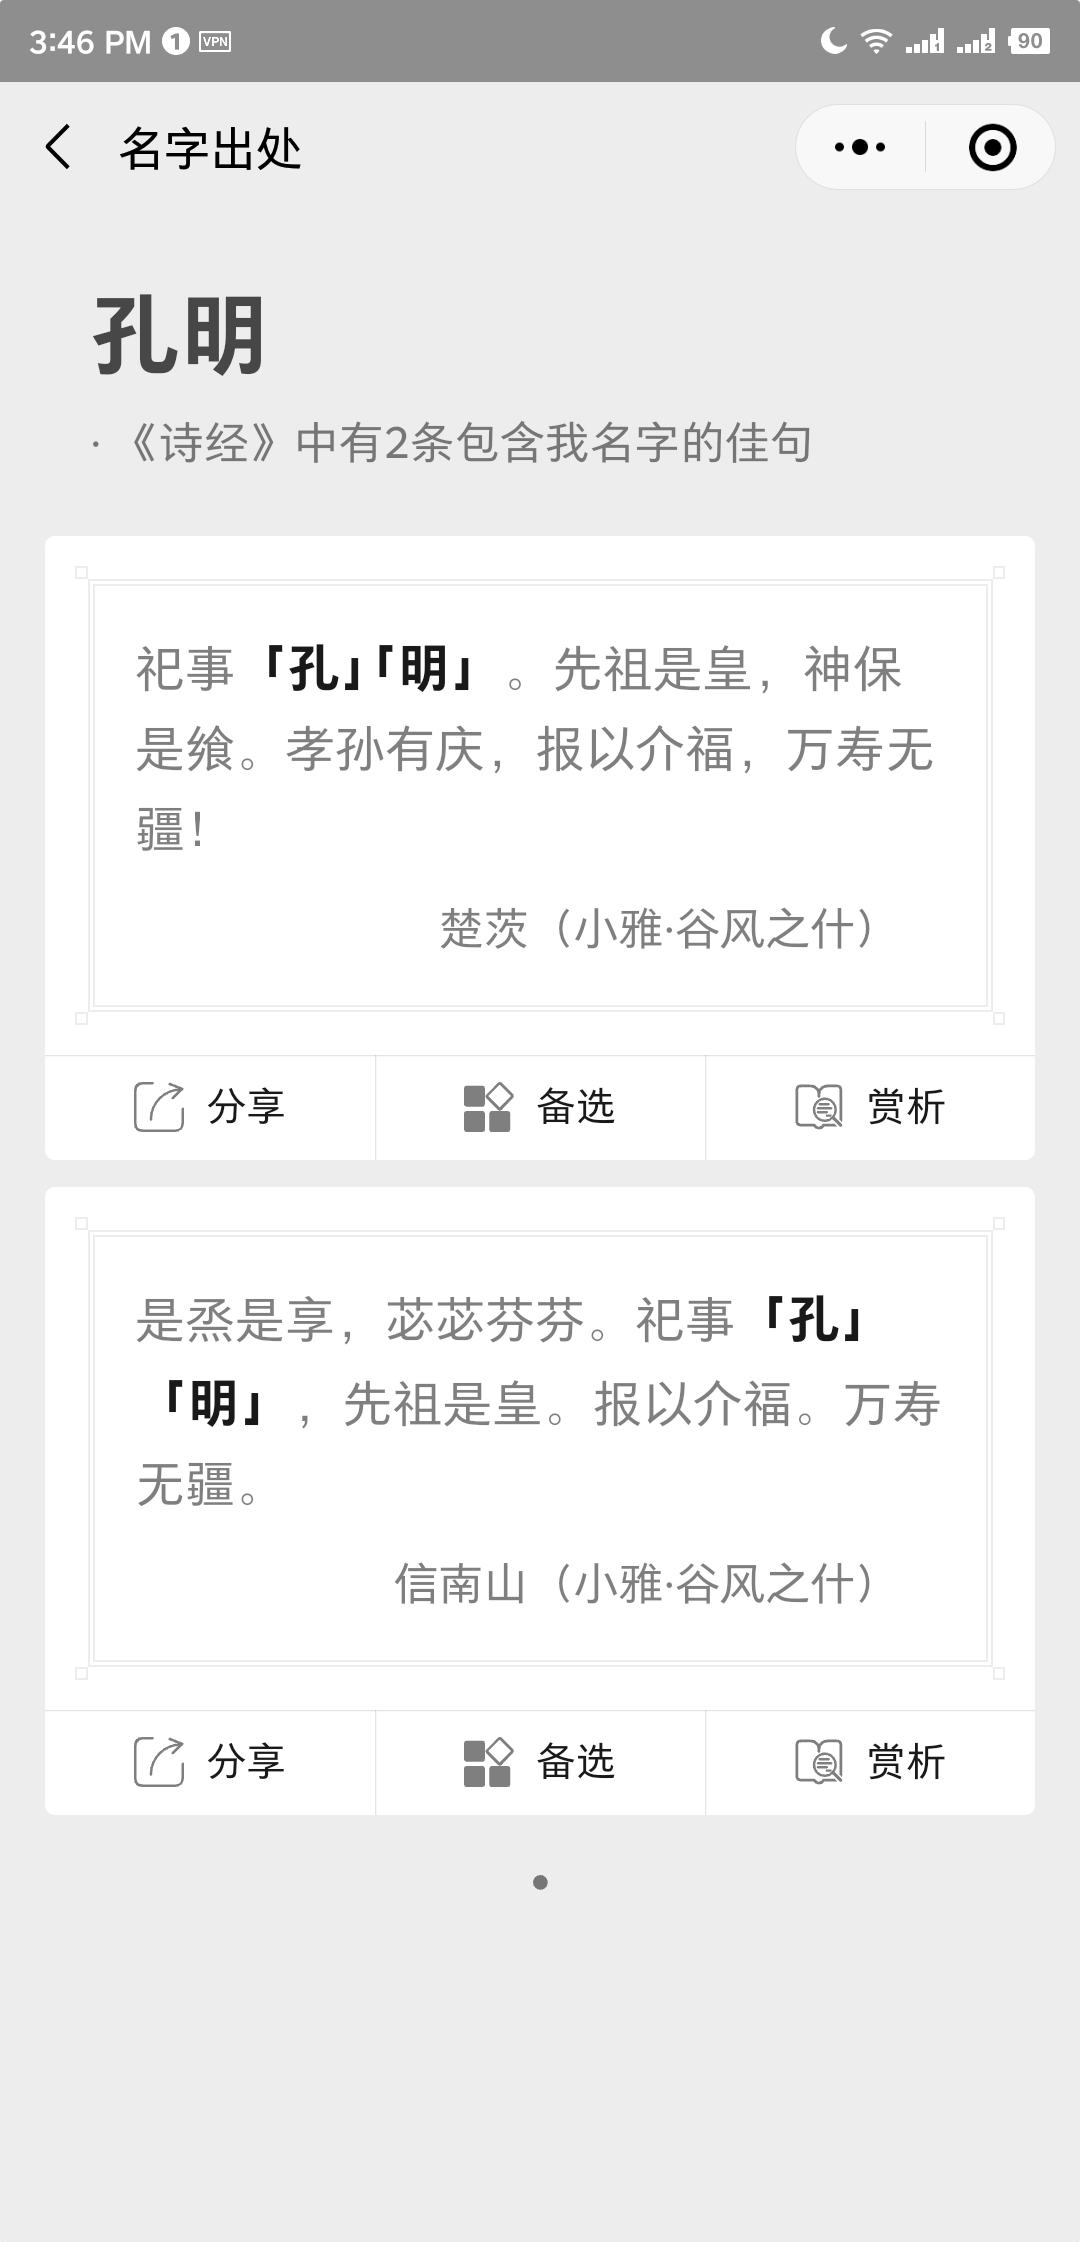 3:46 PM 1 VPN 1 2 90
名字出处
孔明
· 《诗经》中有2条包含我名字的佳句
祀事「孔」「明」。先祖是皇，神保
是飨。孝孙有庆，报以介福，万寿无
疆！
楚茨（小雅·谷风之什）
分享 备选 赏析
是烝是享，苾苾芬芬。祀事「孔」
「明」，先祖是皇。报以介福。万寿
无疆。
信南山（小雅·谷风之什）
分享 备选 赏析